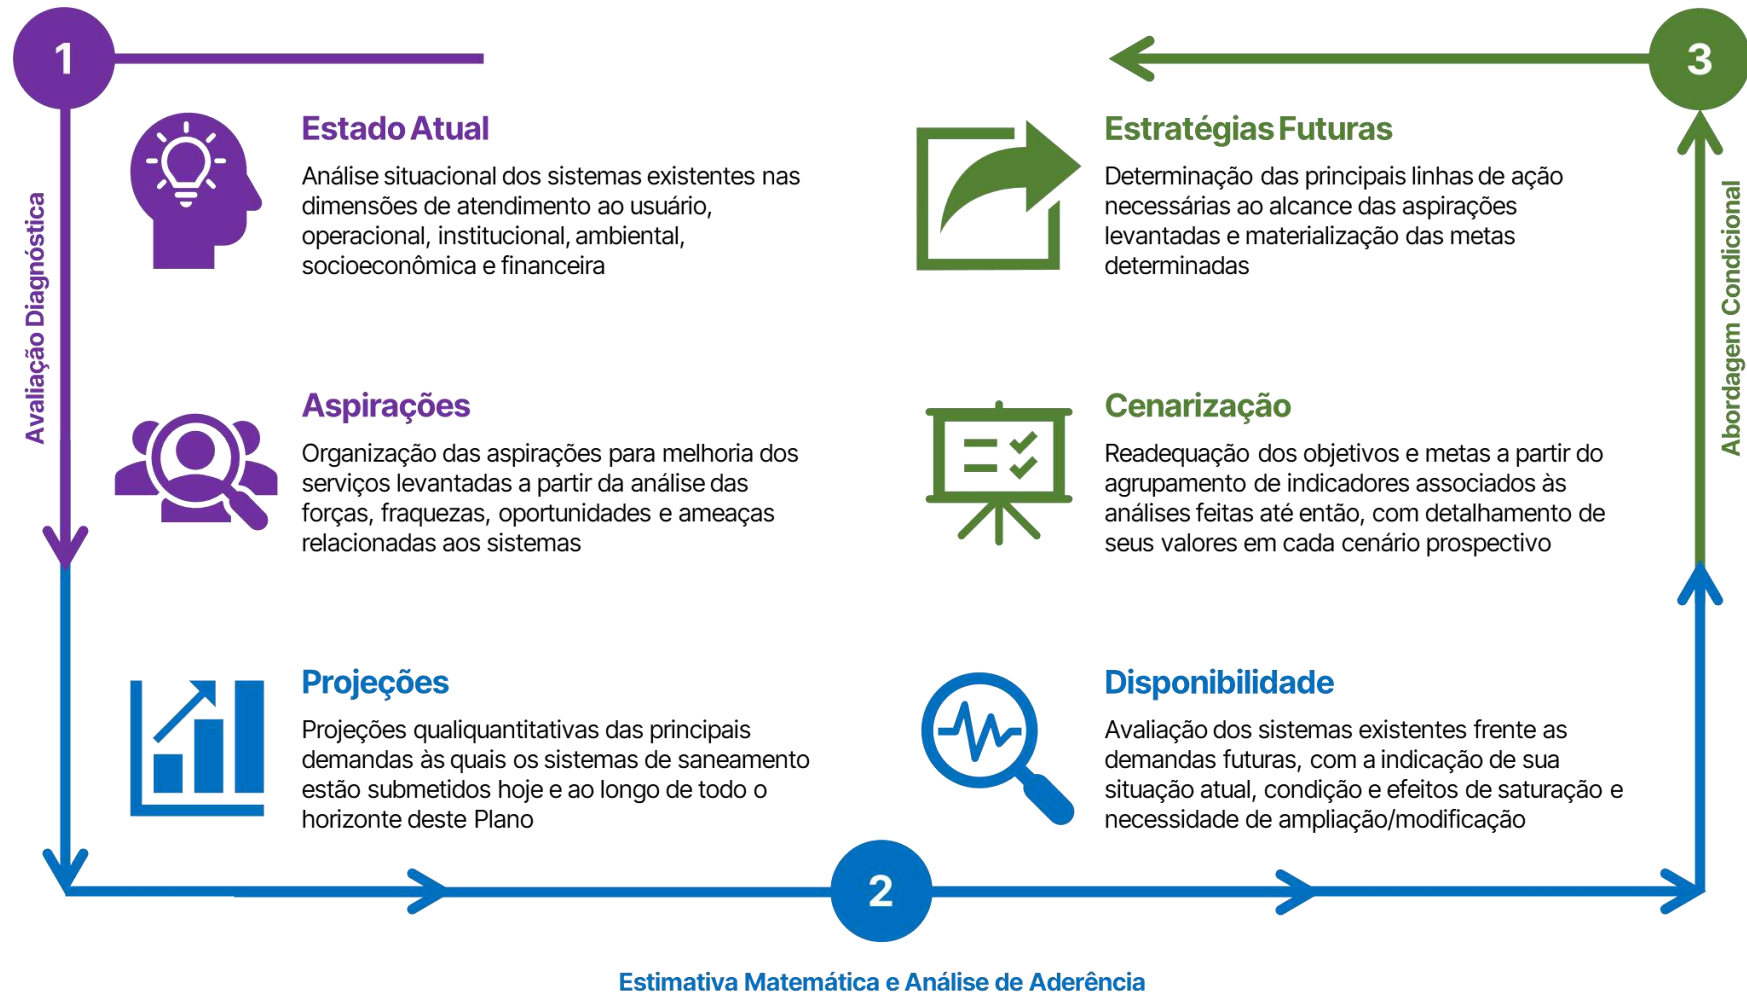 1
Avaliação Diagnóstica
Estado Atual
Análise situacional dos sistemas existentes nas
dimensões de atendimento ao usuário,
operacional, institucional, ambiental,
socioeconômica e financeira
Aspirações
Organização das aspirações para melhoria dos
serviços levantadas a partir da análise das
forças, fraquezas, oportunidades e ameaças
relacionadas aos sistemas
Projeções
Projeções qualiquantitativas das principais
demandas às quais os sistemas de saneamento
estão submetidos hoje e ao longo de todo o
horizonte deste Plano
2
Estimativa Matemática e Análise de Aderência
Disponibilidade
Avaliação dos sistemas existentes frente as
demandas futuras, com a indicação de sua
situação atual, condição e efeitos de saturação e
necessidade de ampliação/modificação
Cenarização
Readequação dos objetivos e metas a partir do
agrupamento de indicadores associados às
análises feitas até então, com detalhamento de
seus valores em cada cenário prospectivo
Estratégias Futuras
Determinação das principais linhas de ação
necessárias ao alcance das aspirações
levantadas e materialização das metas
determinadas
3
Abordagem Condicional